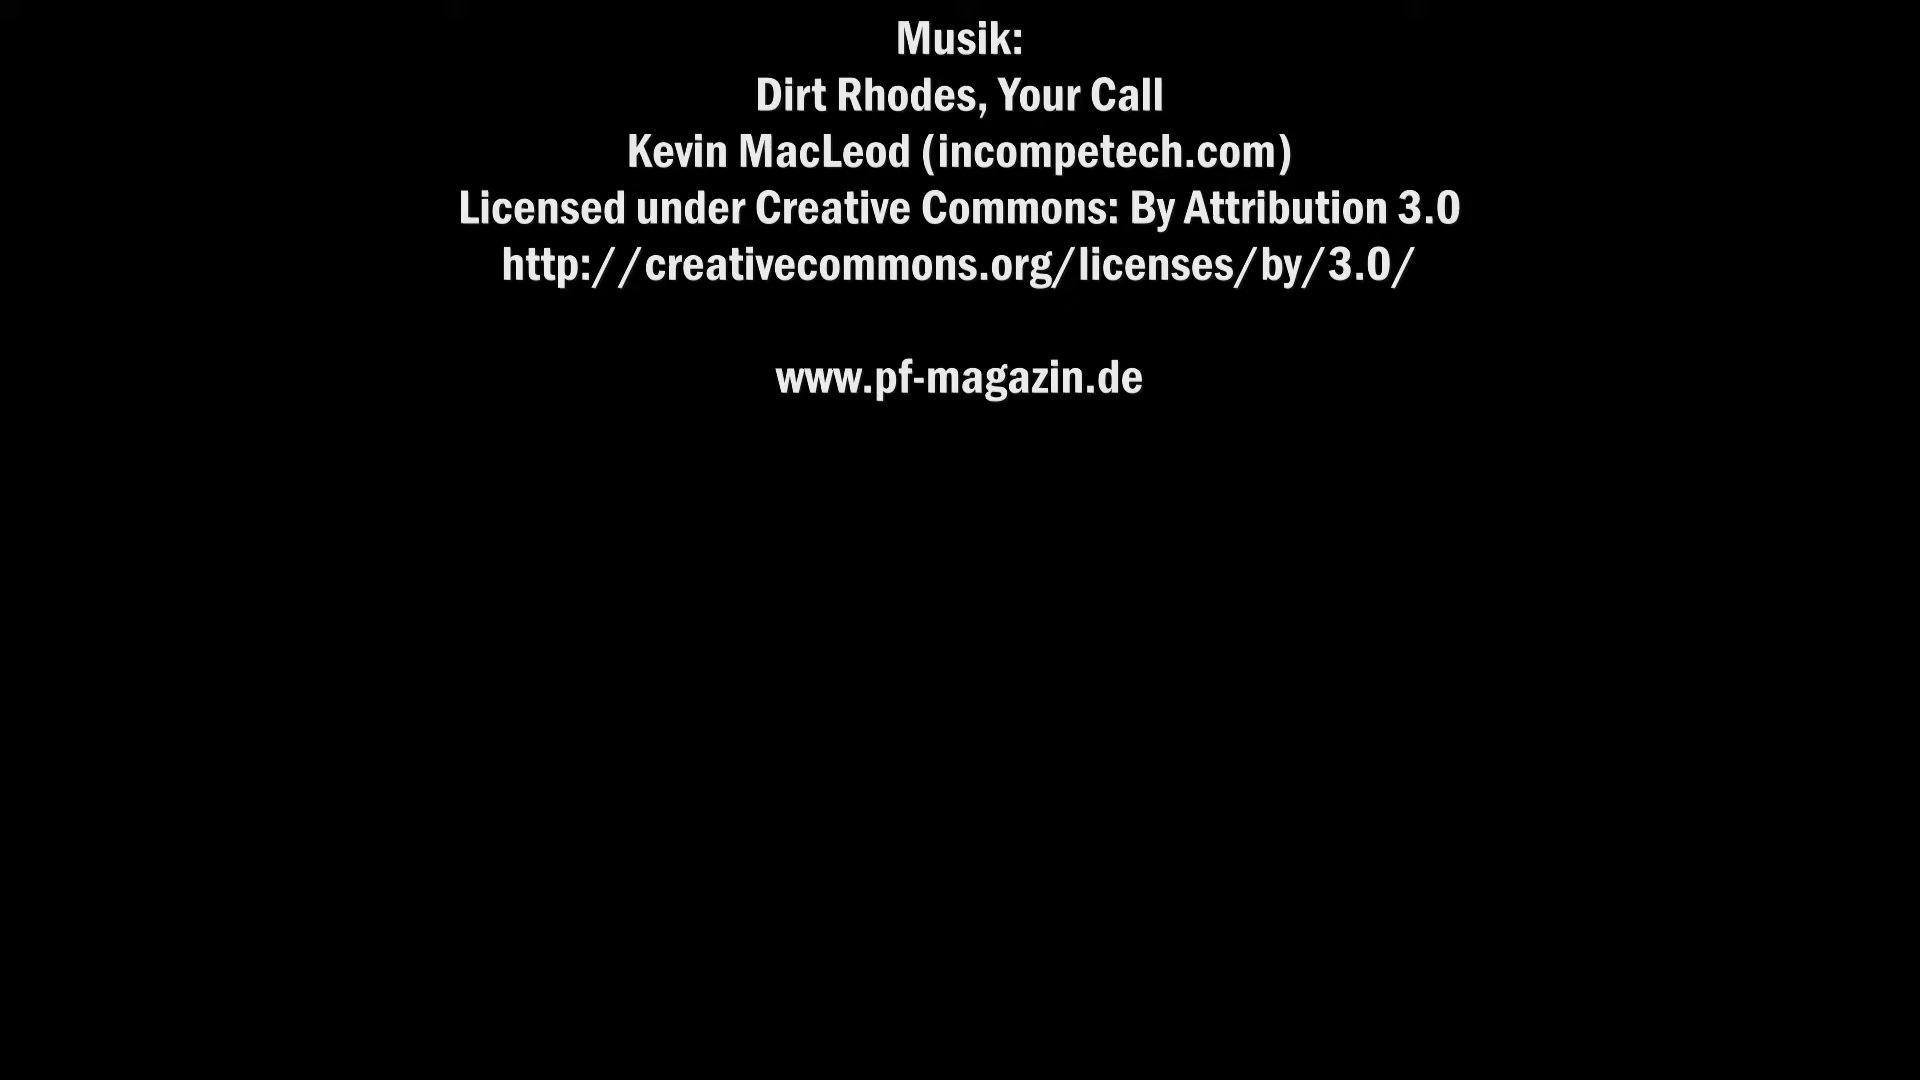 Musik:
Dirt Rhodes, Your Call
Kevin MacLeod (incompetech.com)
Licensed under Creative Commons: By Attribution 3.0
http://creativecommons.org/licenses/by/3.0/
www.pf-magazin.de